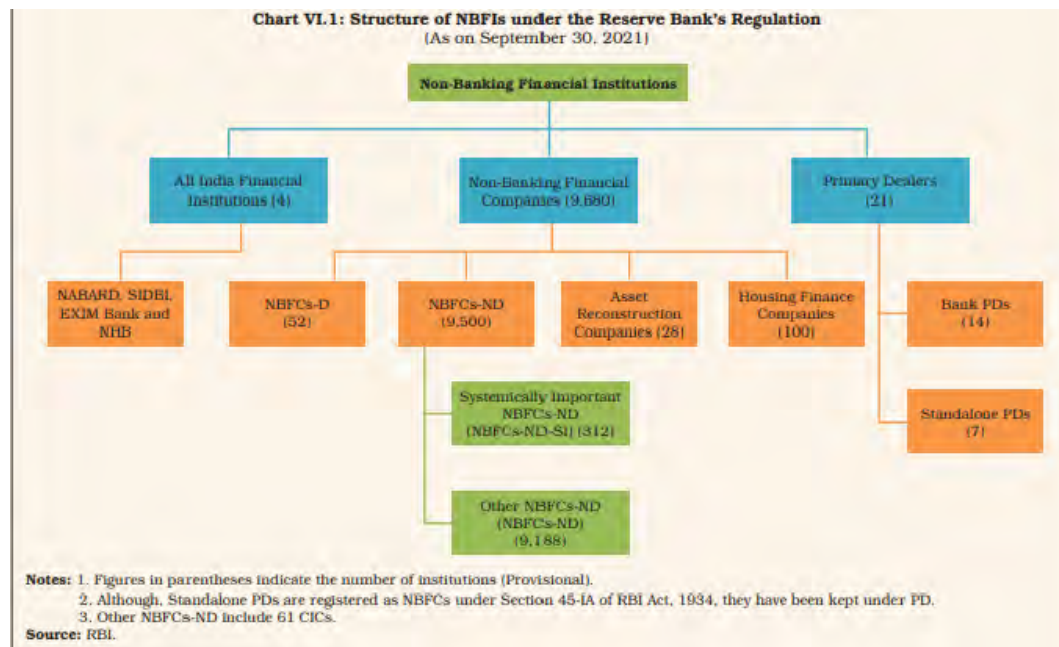 Chart VI.1: Structure of NBFIs under the Reserve Bank's Regulation
(As on September 30, 2021)
Non-Banking Financial Institutions
All India Financial
Institutions (4)
Non-Banking Financial
Companies (9,680)
Primary Dealers
(21)
NABARD, SIDBI,
EXIM Bank and
NHB
NBFCs-D
(52)
NBFCs-ND
(9,500)
Asset
Reconstruction
Companies (28)
Housing Finance
Companies
(100)
Bank PDs
(14)
Systemically Important
NBFCs-ND
(NBFCs-ND-SI) (312)
Standalone PDs
(7)
Other NBFCs-ND
(NBFCs-ND)
(9,188)
Notes: 1. Figures in parentheses indicate the number of institutions (Provisional).
2. Although, Standalone PDs are registered as NBFCs under Section 45-IA of RBI Act, 1934, they have been kept under PD.
3. Other NBFCs-ND include 61 CICs.
Source: RBI.